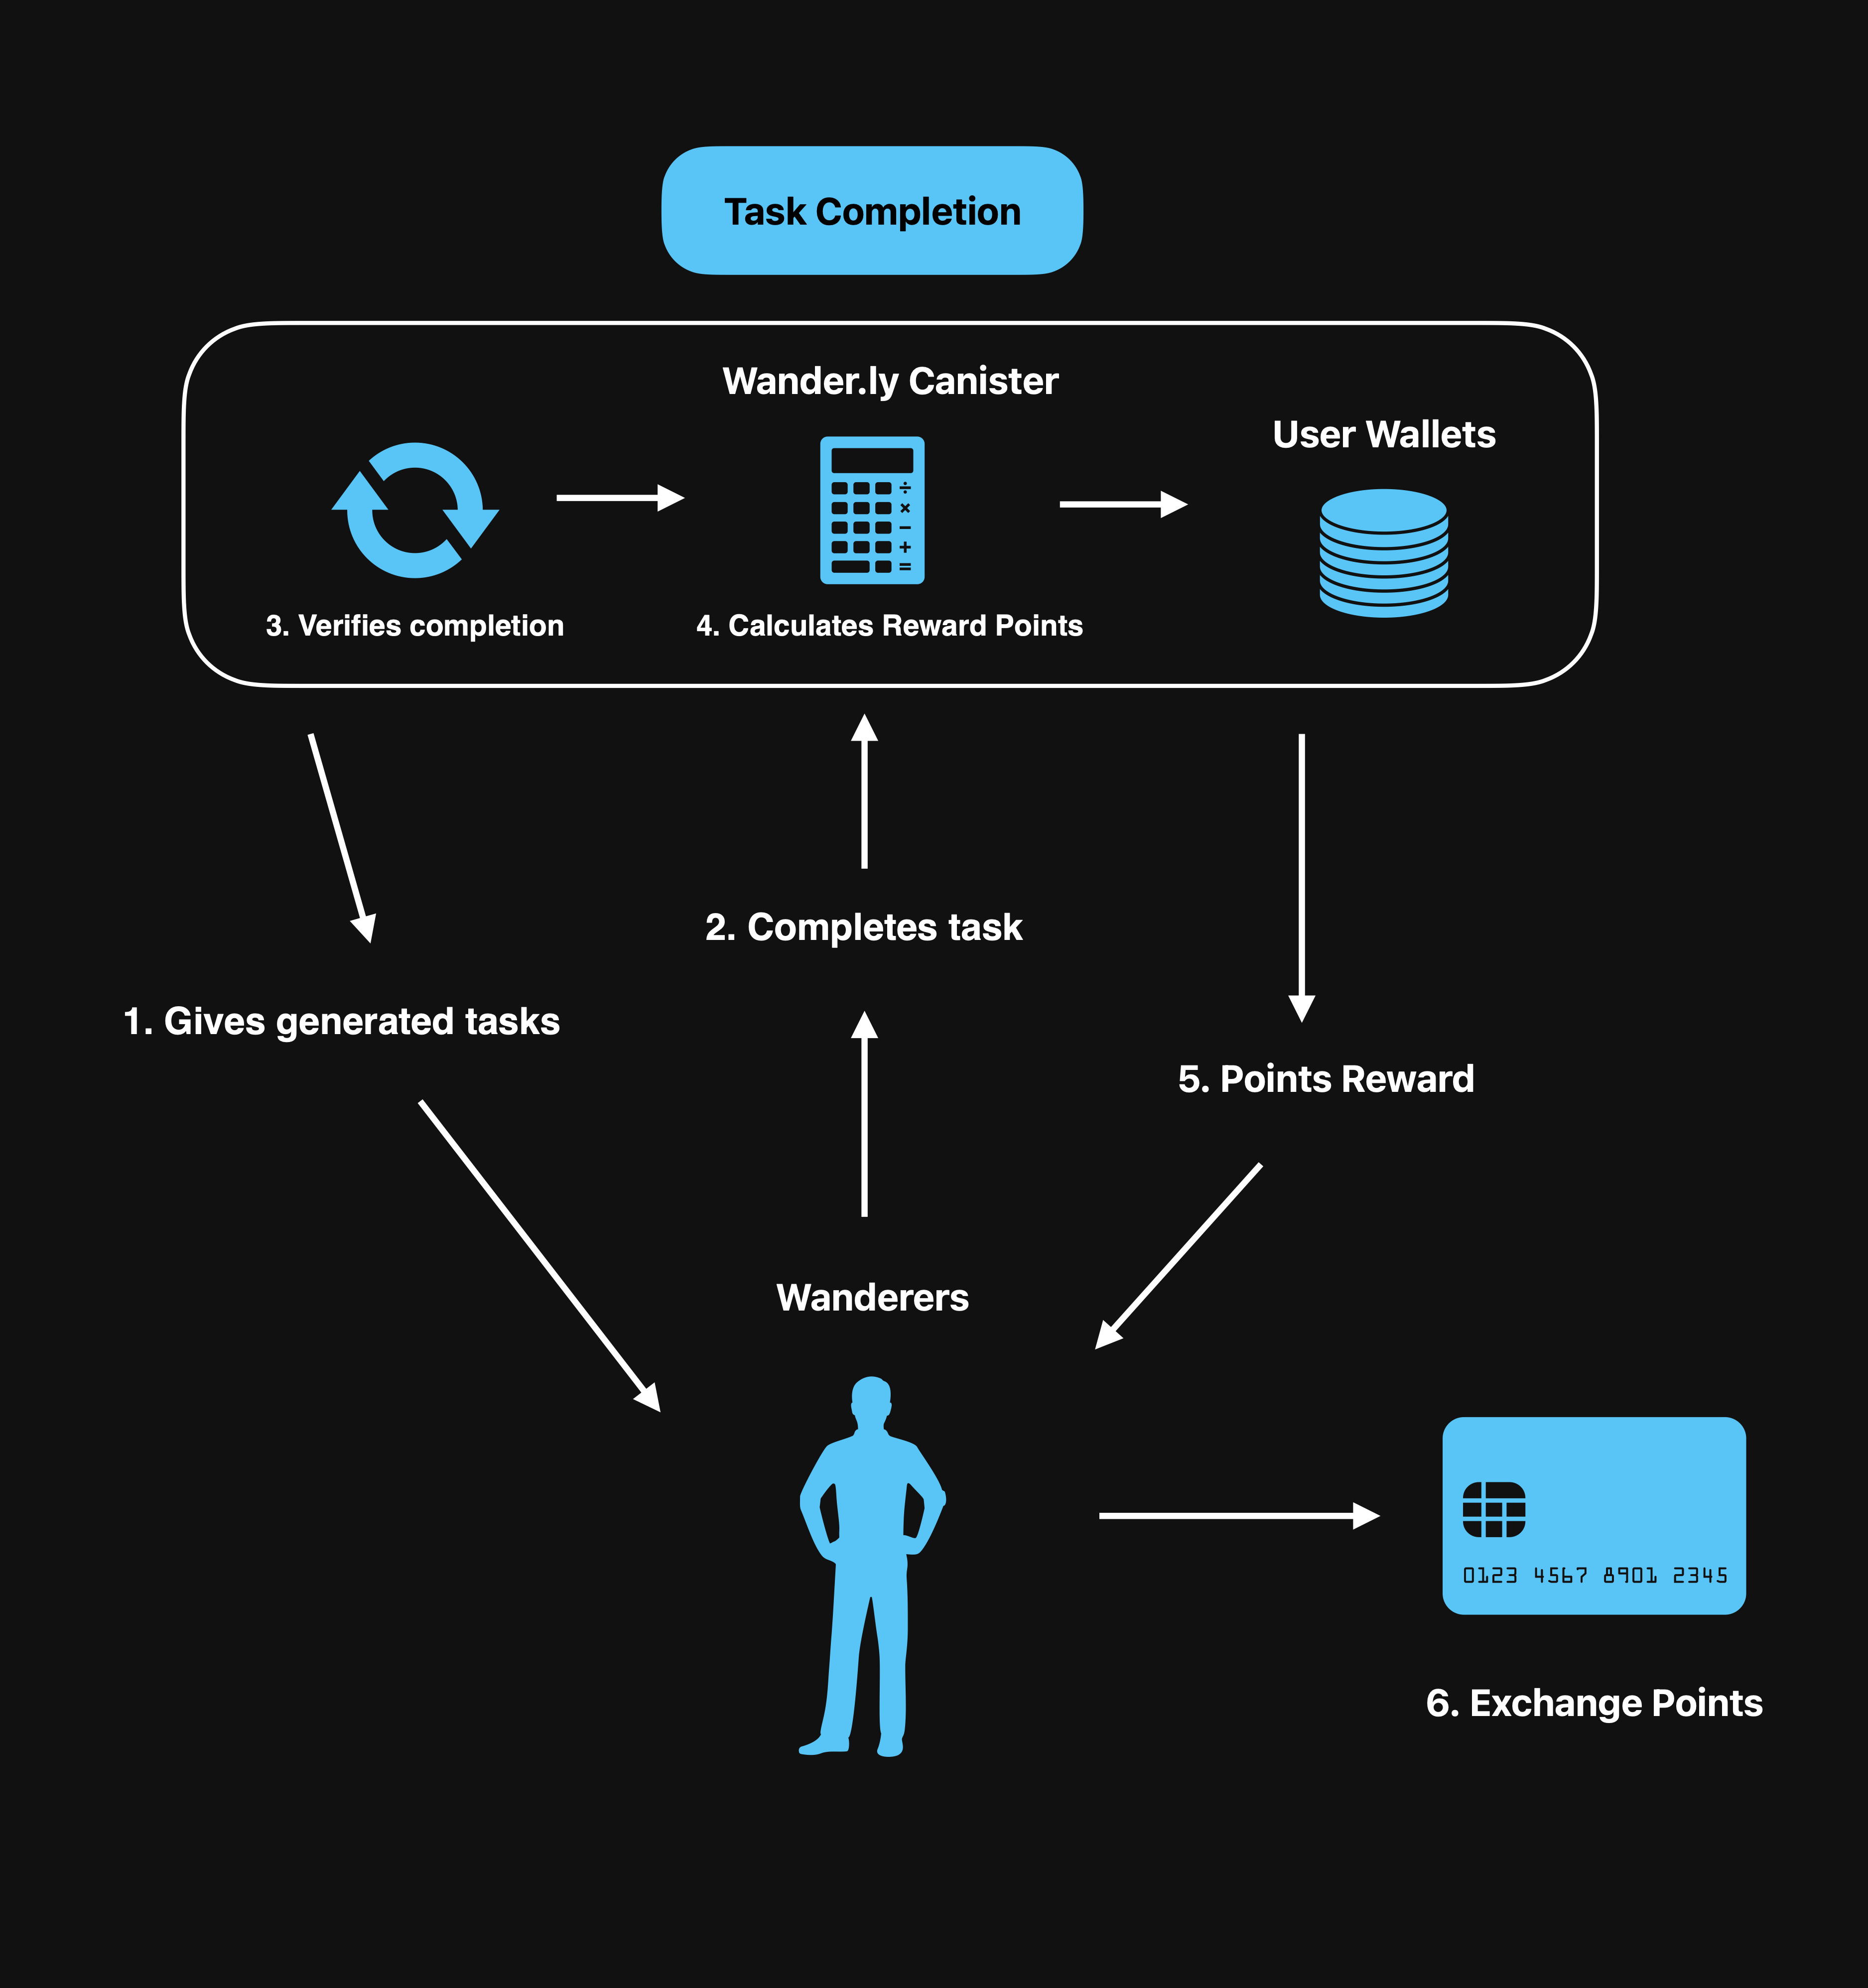 Task Completion
Wander.ly Canister
User Wallets
3. Verifies completion
4. Calculates Reward Points
÷
×
−
+
=
2. Completes task
1. Gives generated tasks
5. Points Reward
Wanderers
0123 4567 8901 2345
6. Exchange Points